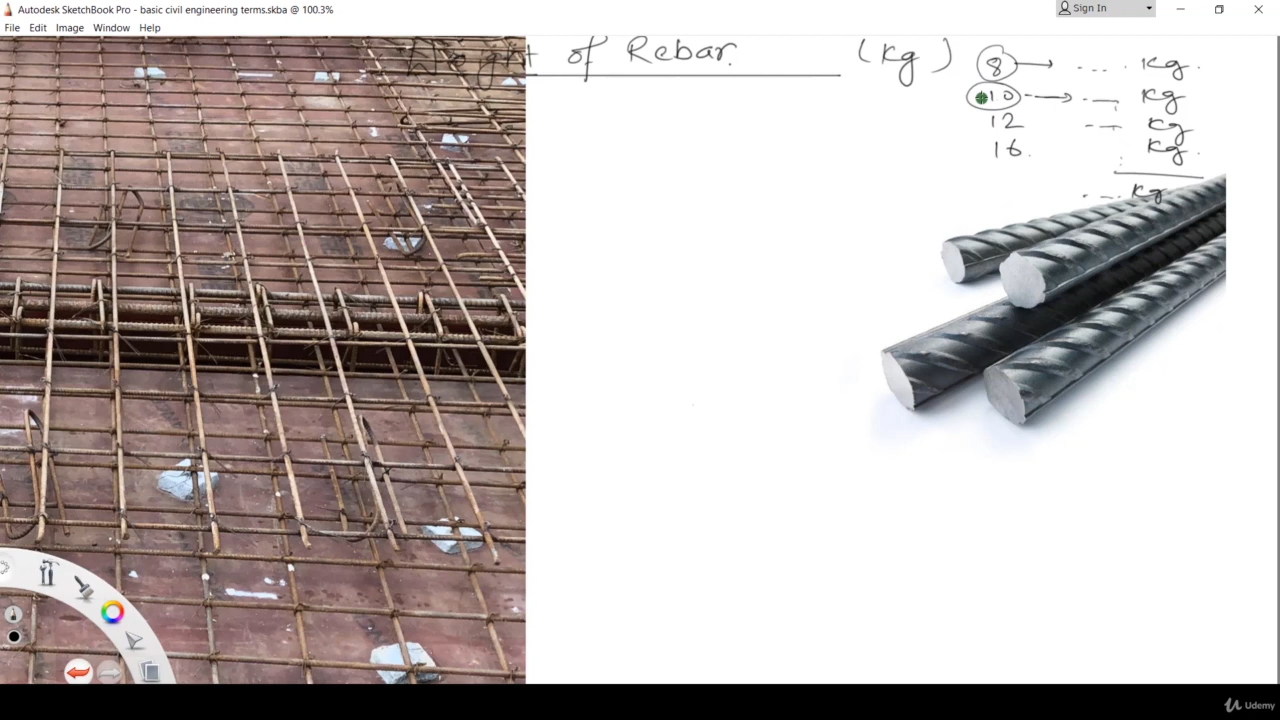 Autodesk SketchBook Pro - basic civil engineering terms.skba @ 100.3%
Sign In
File Edit Image Window Help
Weight of Rebar. (Kg)
8 → .... Kg.
10 → .... Kg
12 .... Kg
16. Kg.
.... Kg
Udemy